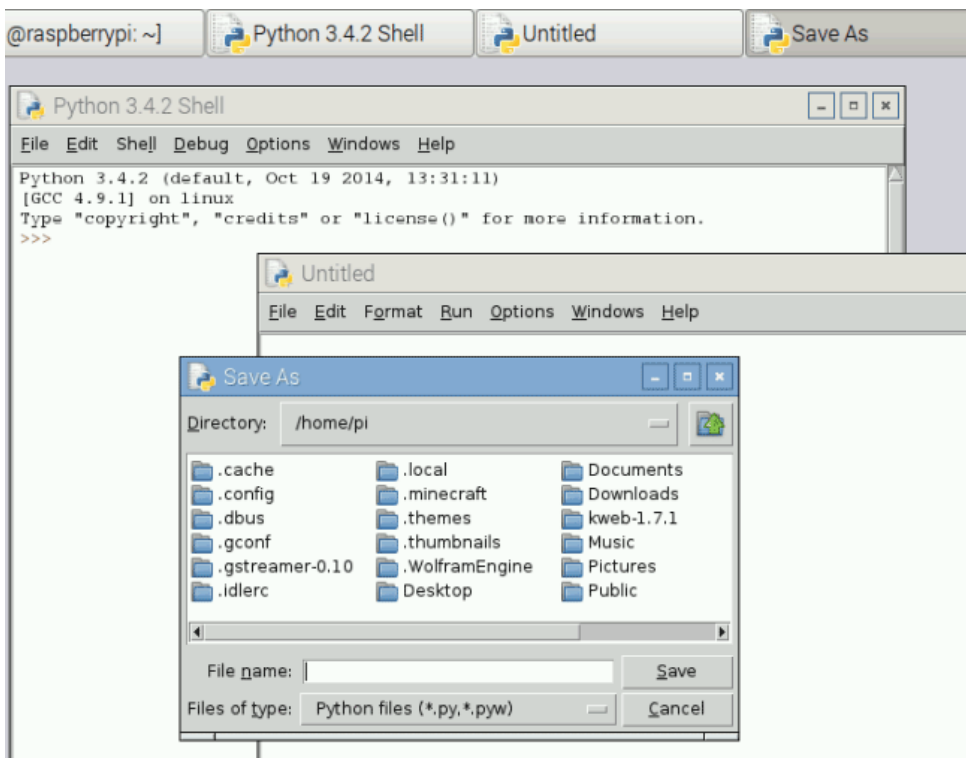 @raspberrypi: ~]
Python 3.4.2 Shell
Untitled
Save As
Python 3.4.2 Shell
File Edit Shell Debug Options Windows Help
Python 3.4.2 (default, Oct 19 2014, 13:31:11)
[GCC 4.9.1] on linux
Type "copyright", "credits" or "license()" for more information.
>>>
Untitled
File Edit Format Run Options Windows Help
Save As
Directory: /home/pi
.cache .local Documents
.config .minecraft Downloads
.dbus .themes kweb-1.7.1
.gconf .thumbnails Music
.gstreamer-0.10 .WolframEngine Pictures
.idlerc Desktop Public
File name: Save
Files of type: Python files (*.py,*.pyw) Cancel